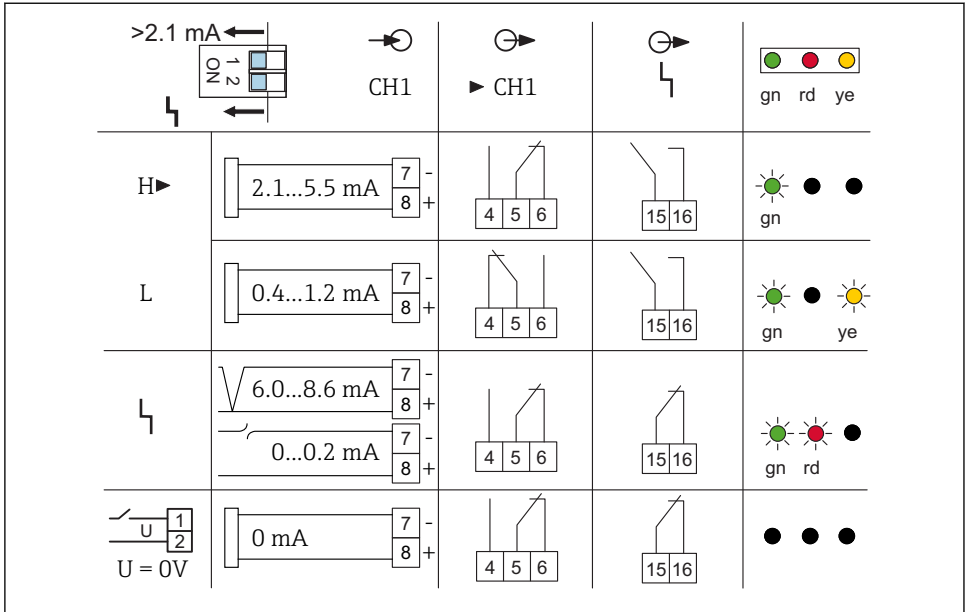 >2.1 mA
1 2
ON
CH1
► CH1
gn rd ye
H►
2.1...5.5 mA
7 -
8 +
4 5 6
15 16
gn
L
0.4...1.2 mA
7 -
8 +
4 5 6
15 16
gn ye
6.0...8.6 mA
7 -
8 +
0...0.2 mA
7 -
8 +
4 5 6
15 16
gn rd
U
1
2
U = 0V
0 mA
7 -
8 +
4 5 6
15 16